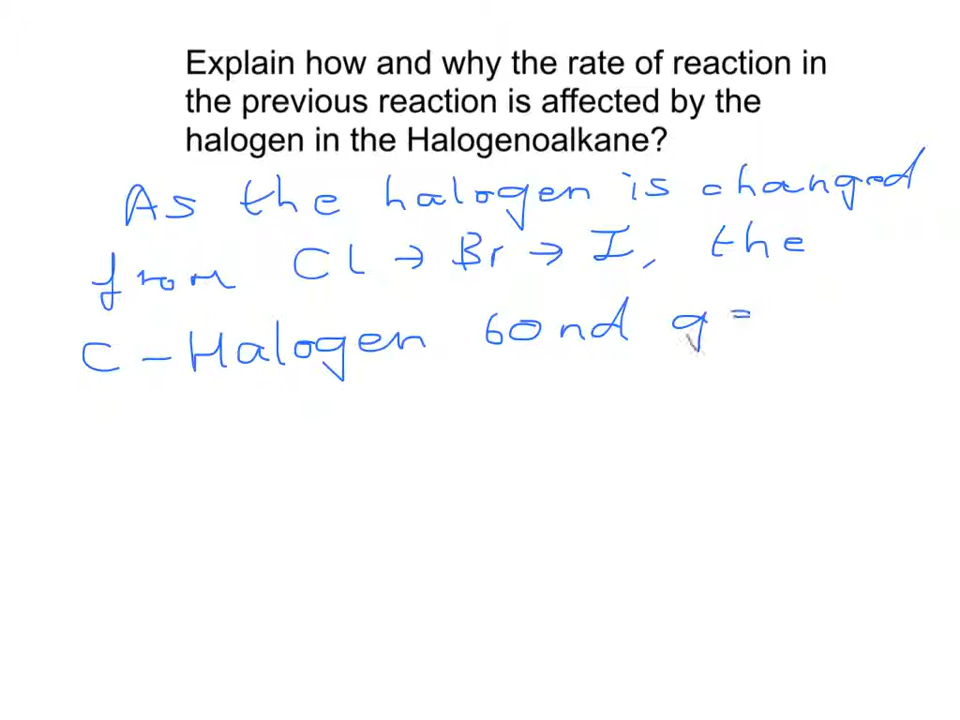 Explain how and why the rate of reaction in
the previous reaction is affected by the
halogen in the Halogenoalkane?
As the halogen is changed
from Cl → Br → I, the
C - Halogen bond g